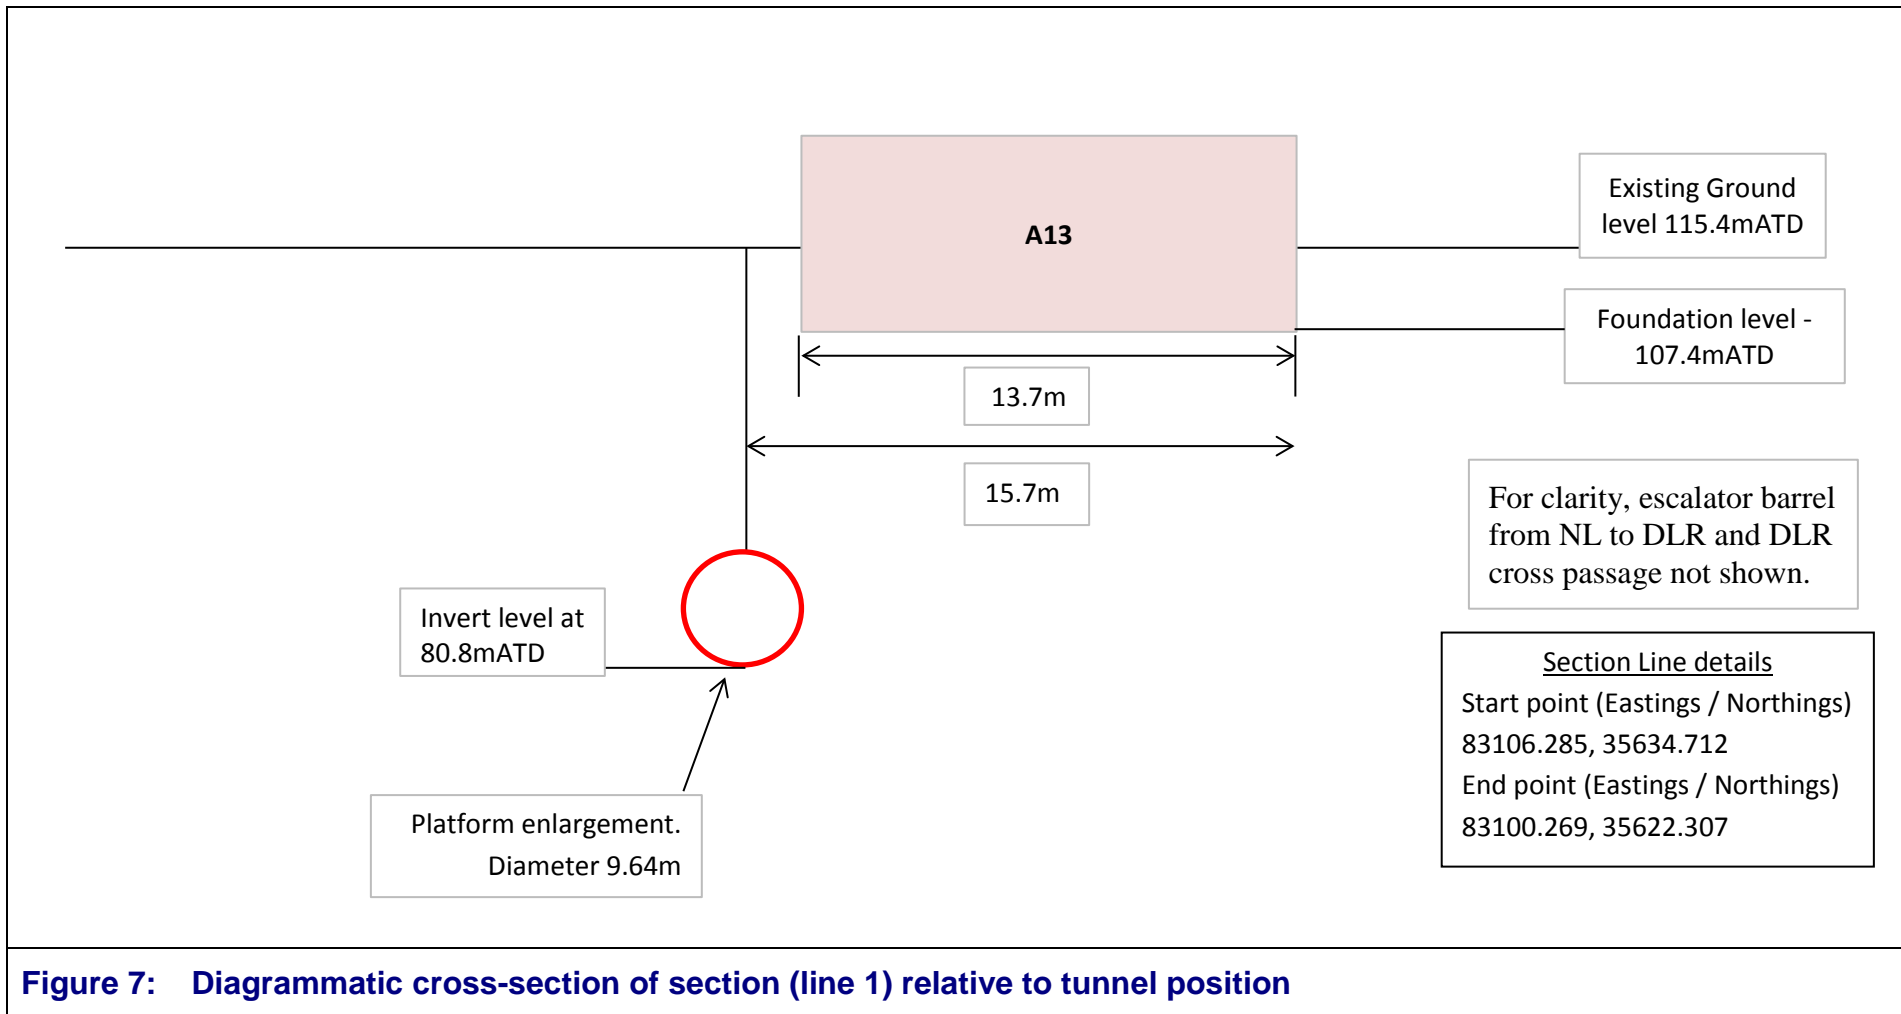 A13
Existing Ground
level 115.4mATD
Foundation level -
107.4mATD
13.7m
15.7m
For clarity, escalator barrel
from NL to DLR and DLR
cross passage not shown.
Invert level at
80.8mATD
Section Line details
Start point (Eastings / Northings)
83106.285, 35634.712
End point (Eastings / Northings)
83100.269, 35622.307
Platform enlargement.
Diameter 9.64m
Figure 7: Diagrammatic cross-section of section (line 1) relative to tunnel position